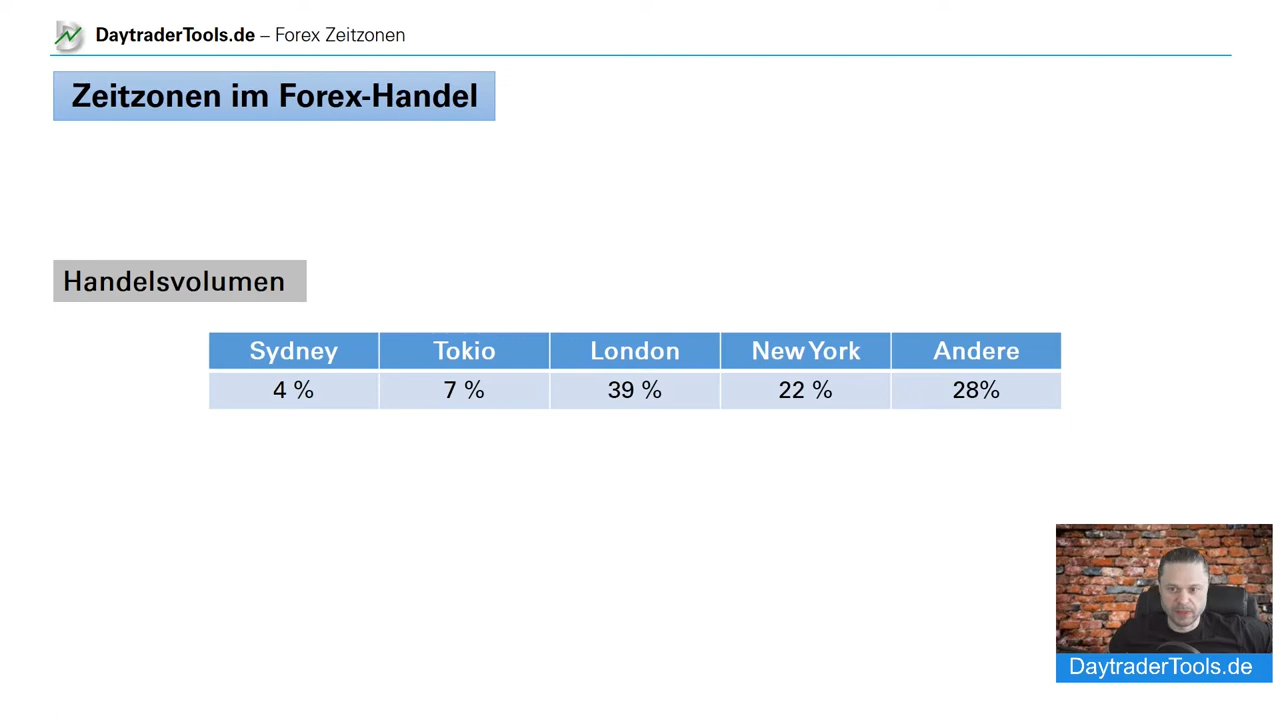 DaytraderTools.de – Forex Zeitzonen
Zeitzonen im Forex-Handel
Handelsvolumen
Sydney Tokio London New York Andere
4 % 7 % 39 % 22 % 28%
DaytraderTools.de